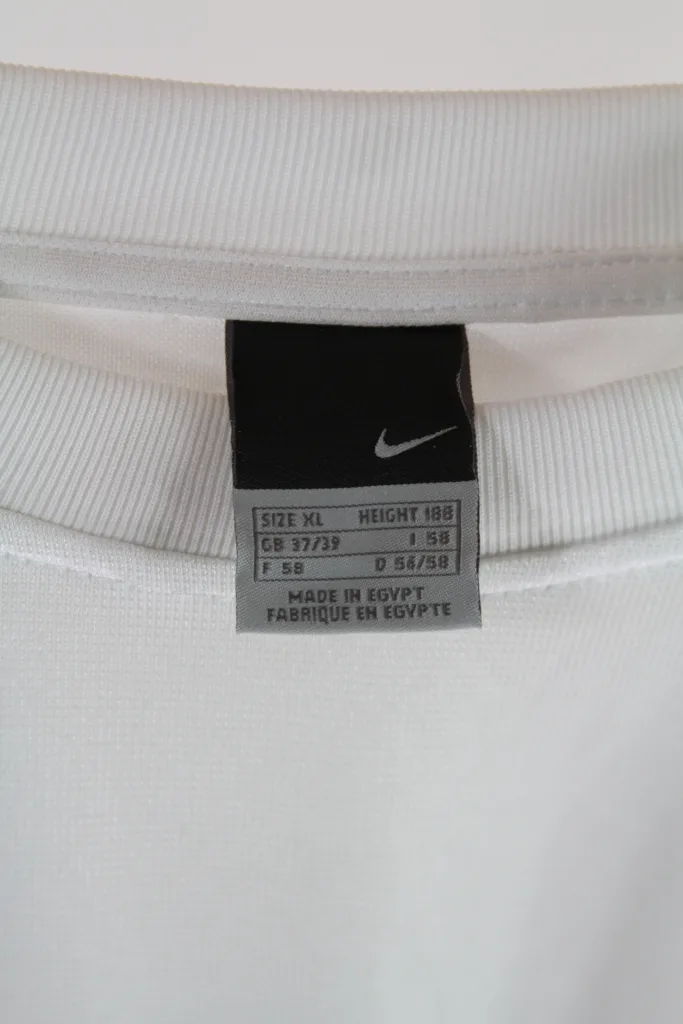 SIZE XL HEIGHT 188
GB 37/39 I 58
F 58 D 56/58
MADE IN EGYPT
FABRIQUE EN EGYPTE